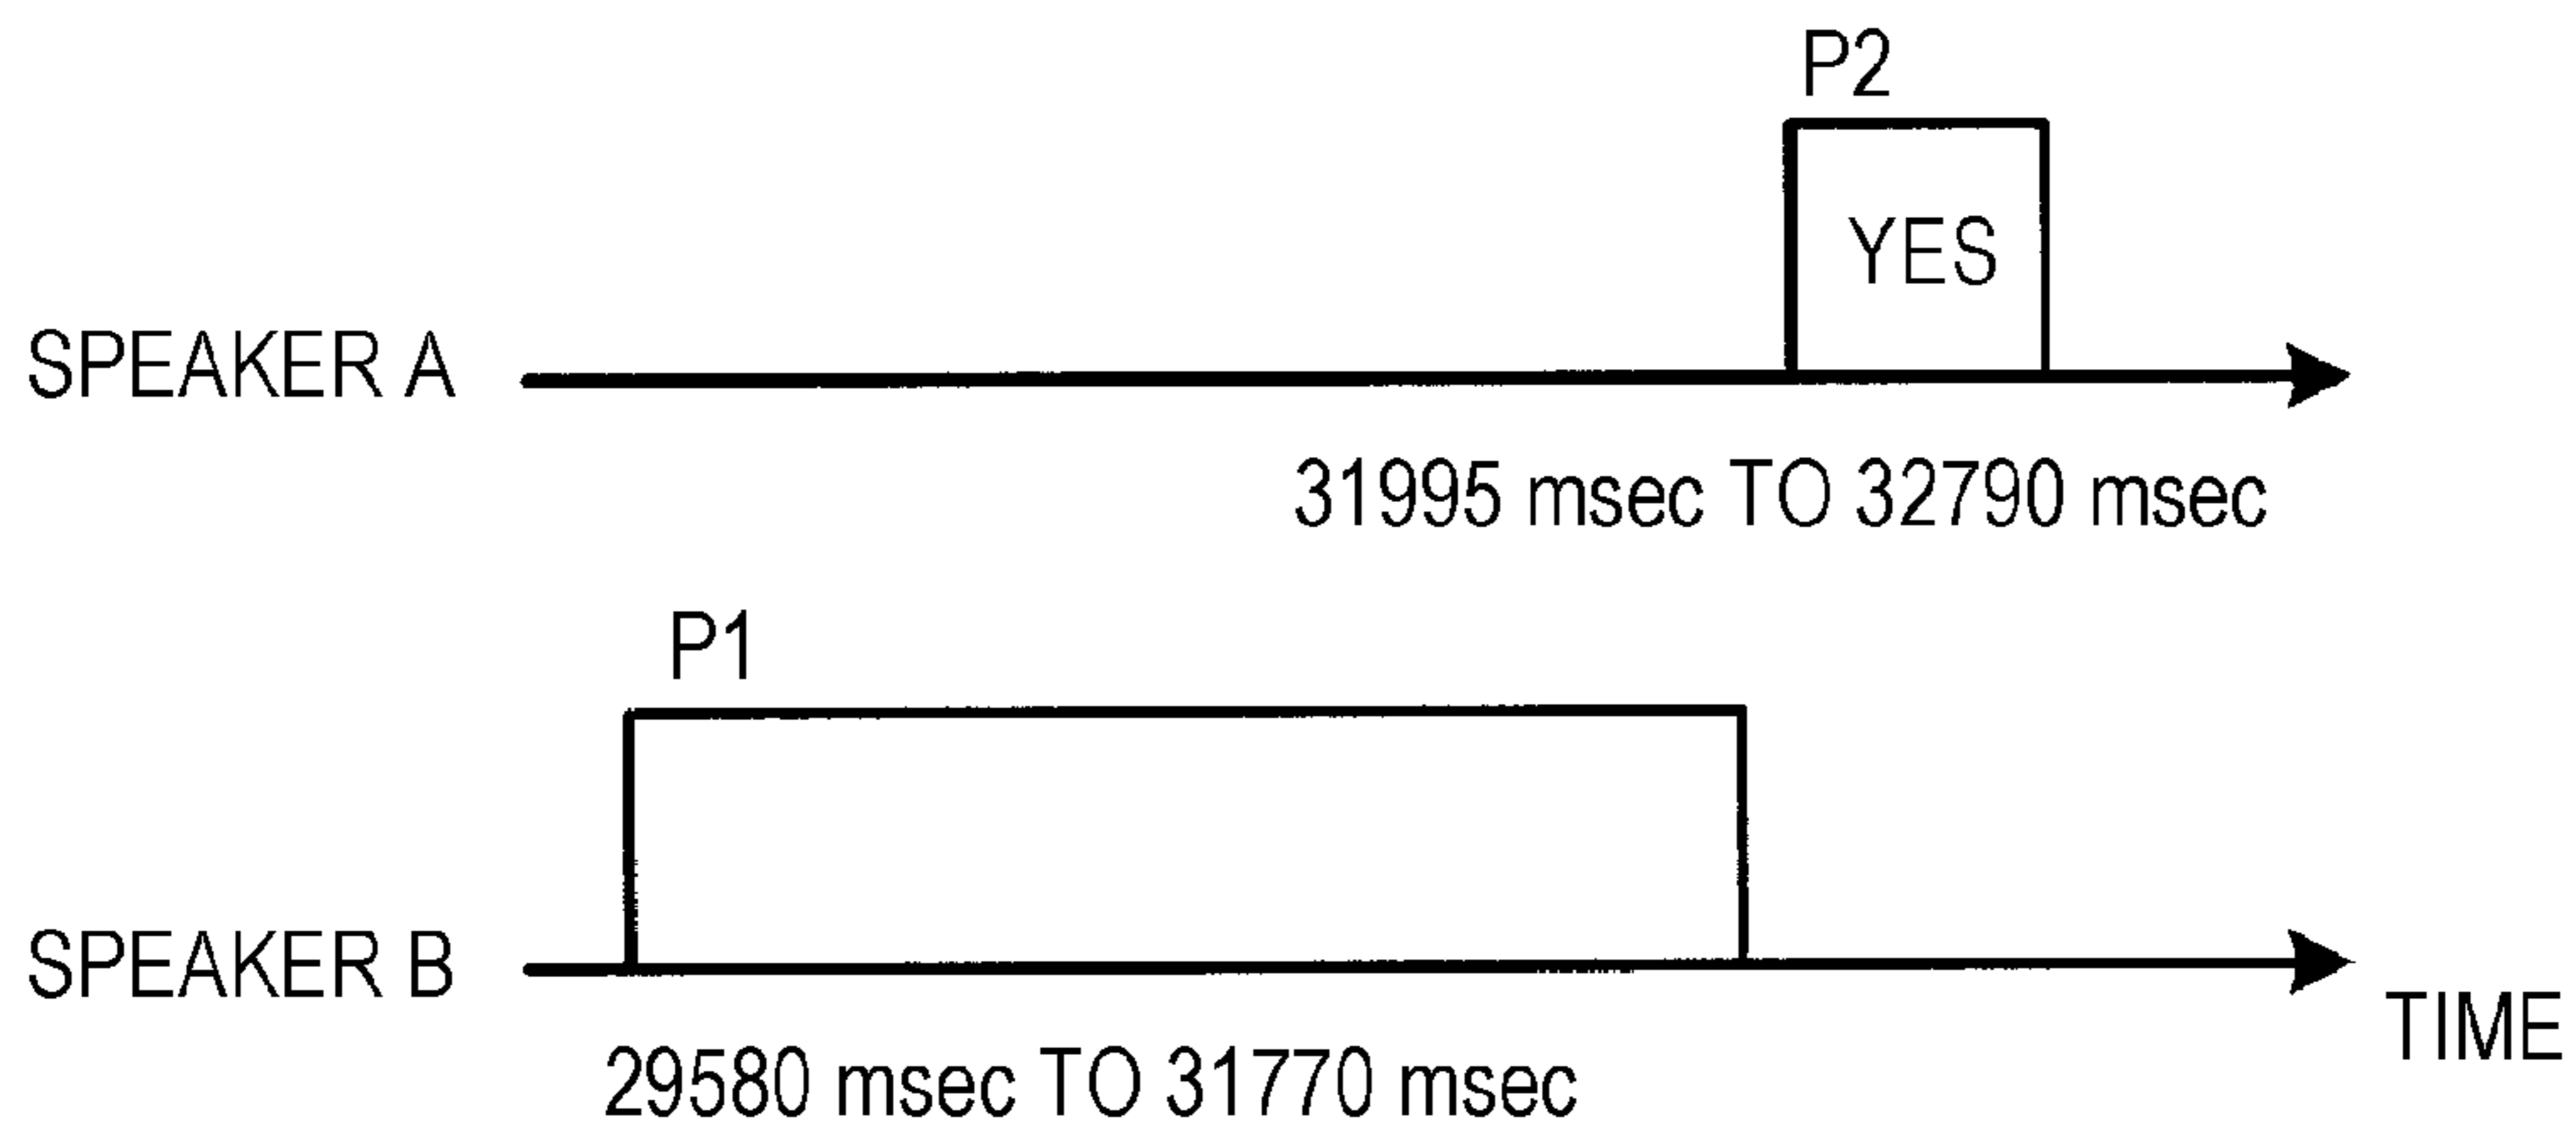 P2
YES
SPEAKER A
31995 msec TO 32790 msec
P1
SPEAKER B
TIME
29580 msec TO 31770 msec